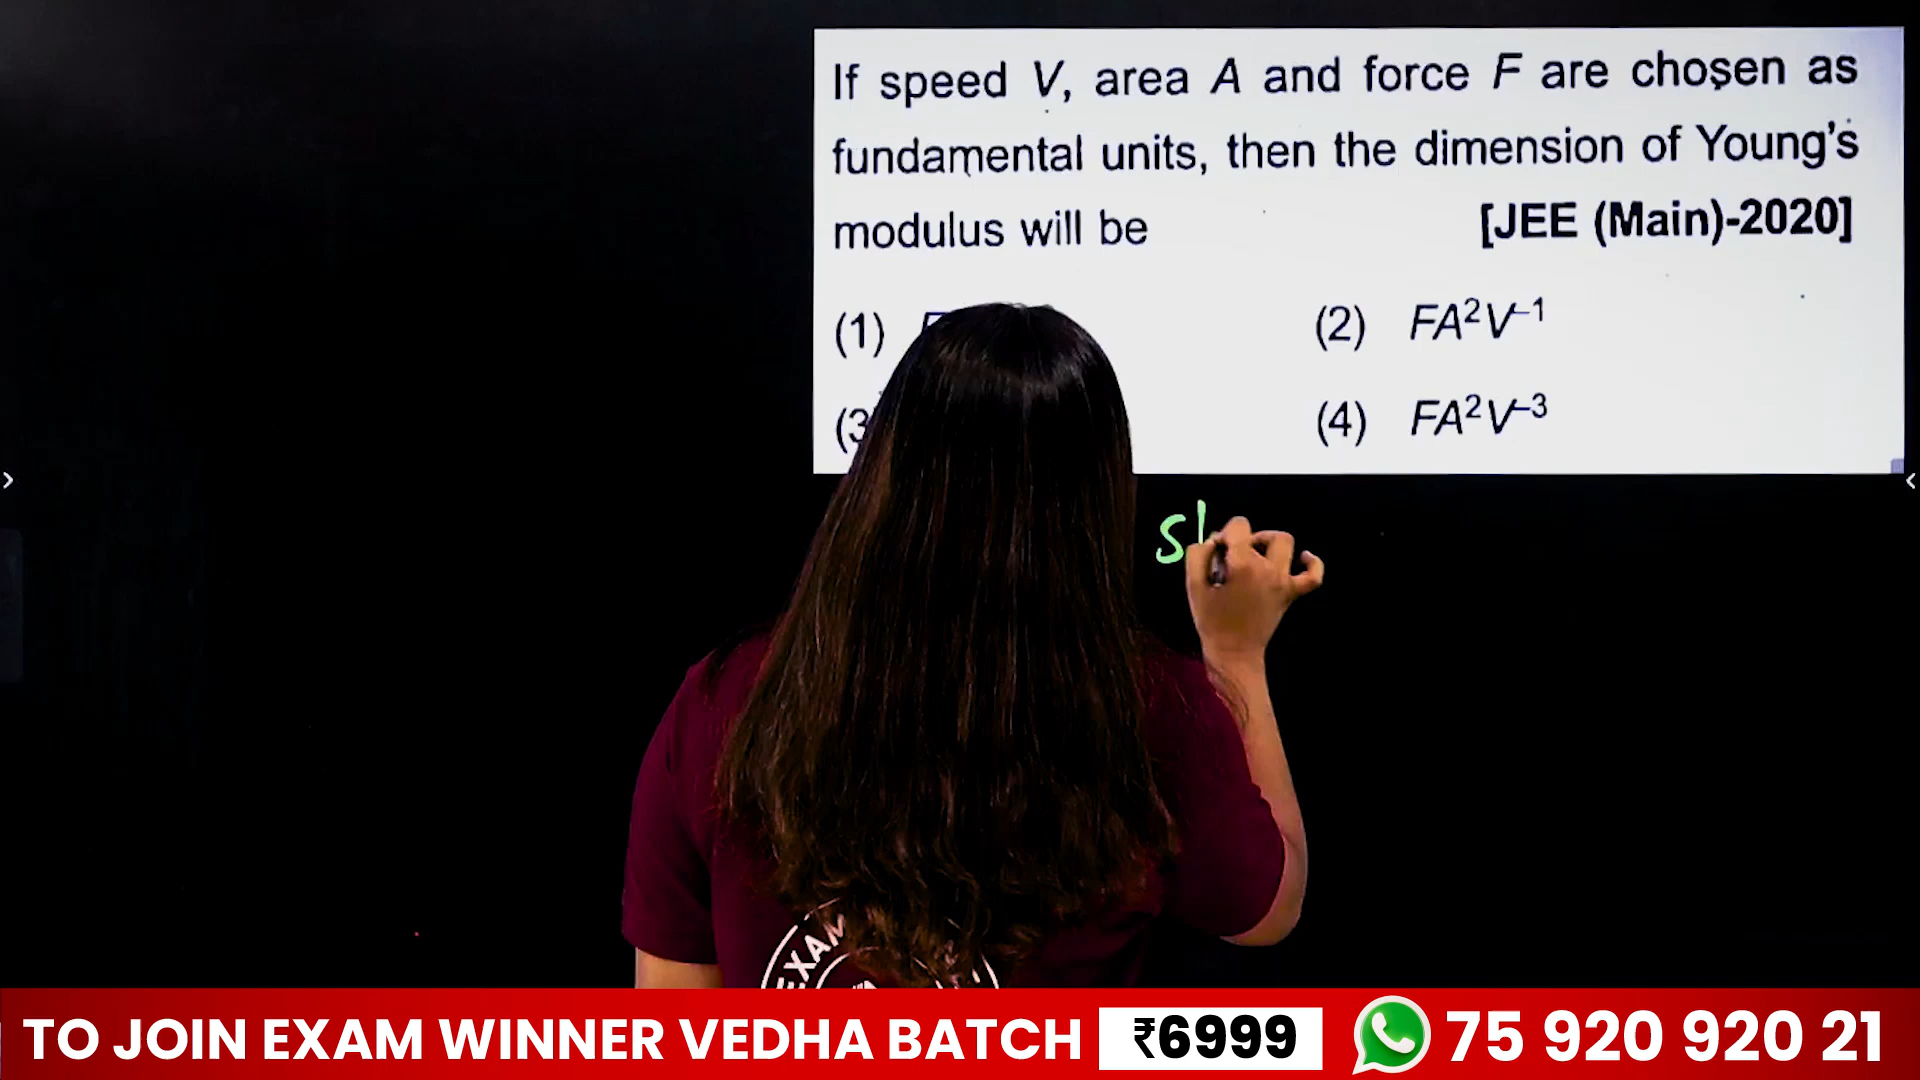 If speed V, area A and force F are chosen as
fundamental units, then the dimension of Young's
modulus will be [JEE (Main)-2020]
(1) (2) FA²V⁻¹
(3 (4) FA²V⁻³
EXAM
TO JOIN EXAM WINNER VEDHA BATCH ₹6999 75 920 920 21